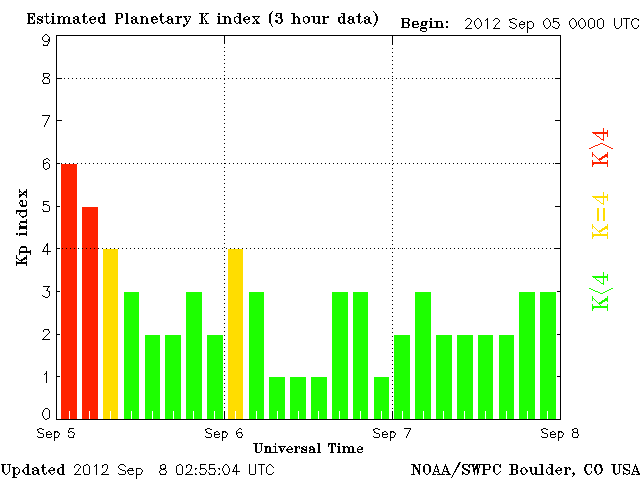 Estimated Planetary K index (3 hour data)
Begin: 2012 Sep 05 0000 UTC
9
8
7
6
5
4
3
2
1
0
Kp index
K>4
K=4
K<4
Sep 5
Sep 6
Sep 7
Sep 8
Universal Time
Updated 2012 Sep 8 02:55:04 UTC
NOAA/SWPC Boulder, CO USA